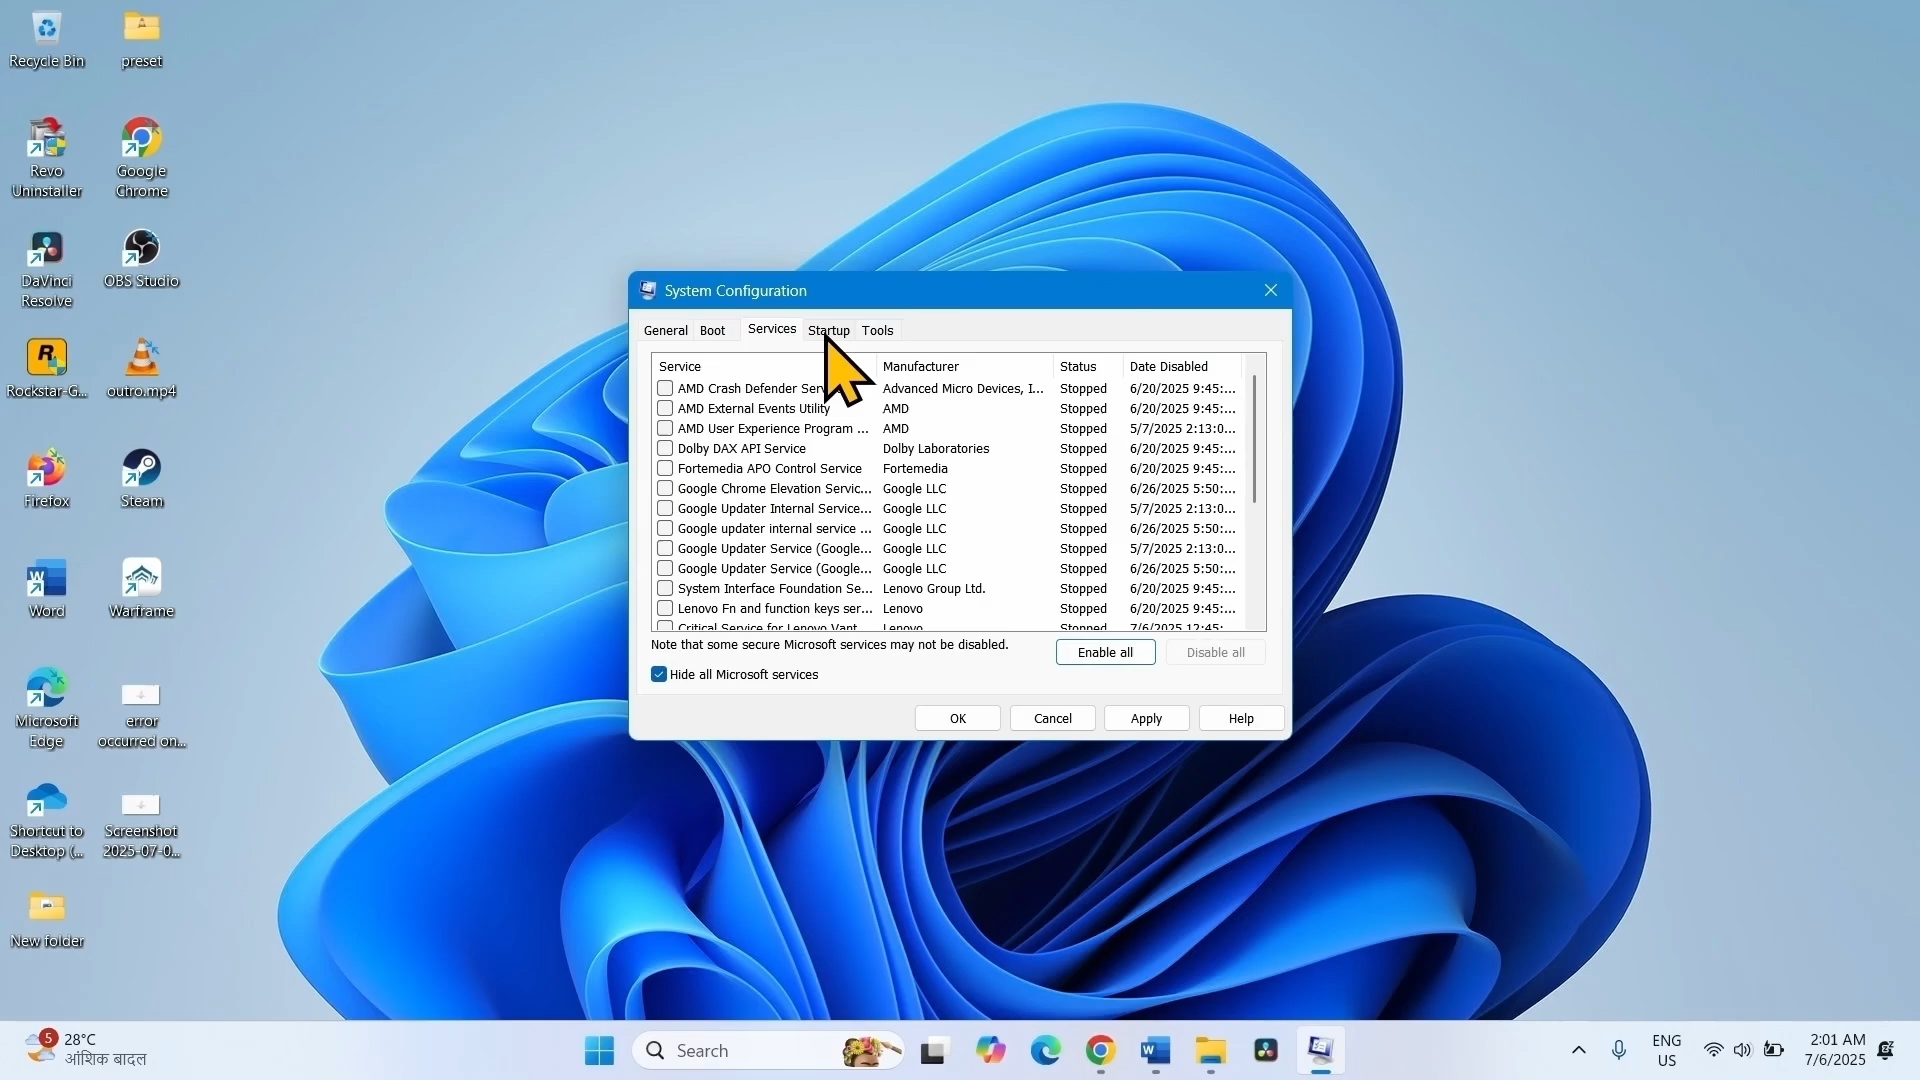 Recycle Bin
preset
Revo
Uninstaller
Google
Chrome
DaVinci
Resolve
OBS Studio
Rockstar-G...
outro.mp4
Firefox
Steam
Word
Warframe
Microsoft
Edge
error
occurred on...
Shortcut to
Desktop (...
Screenshot
2025-07-0...
New folder
System Configuration
General Boot Services Startup Tools
Service Manufacturer Status Date Disabled
AMD Crash Defender Serv Advanced Micro Devices, I... Stopped 6/20/2025 9:45:...
AMD External Events Utility AMD Stopped 6/20/2025 9:45:...
AMD User Experience Program ... AMD Stopped 5/7/2025 2:13:0...
Dolby DAX API Service Dolby Laboratories Stopped 6/20/2025 9:45:...
Fortemedia APO Control Service Fortemedia Stopped 6/20/2025 9:45:...
Google Chrome Elevation Servic... Google LLC Stopped 6/26/2025 5:50:...
Google Updater Internal Service... Google LLC Stopped 5/7/2025 2:13:0...
Google updater internal service ... Google LLC Stopped 6/26/2025 5:50:...
Google Updater Service (Google... Google LLC Stopped 5/7/2025 2:13:0...
Google Updater Service (Google... Google LLC Stopped 6/26/2025 5:50:...
System Interface Foundation Se... Lenovo Group Ltd. Stopped 6/20/2025 9:45:...
Lenovo Fn and function keys ser... Lenovo Stopped 6/20/2025 9:45:...
Critical Service for Lenovo Vant Lenovo Stopped 7/6/2025 12:45:
Note that some secure Microsoft services may not be disabled.
Enable all Disable all
Hide all Microsoft services
OK Cancel Apply Help
5
28°C
आंशिक बादल
Search
ENG
US
2:01 AM
7/6/2025